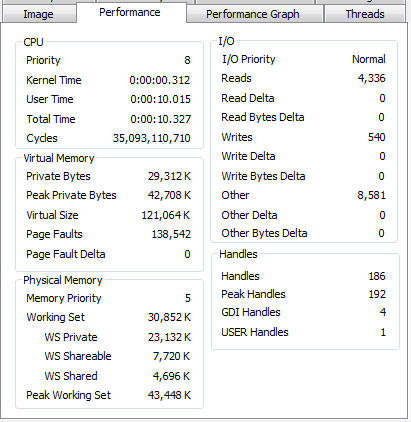 Image Performance Performance Graph Threads
CPU
Priority 8
Kernel Time 0:00:00.312
User Time 0:00:10.015
Total Time 0:00:10.327
Cycles 35,093,110,710
Virtual Memory
Private Bytes 29,312 K
Peak Private Bytes 42,708 K
Virtual Size 121,064 K
Page Faults 138,542
Page Fault Delta 0
Physical Memory
Memory Priority 5
Working Set 30,852 K
WS Private 23,132 K
WS Shareable 7,720 K
WS Shared 4,696 K
Peak Working Set 43,448 K
I/O
I/O Priority Normal
Reads 4,336
Read Delta 0
Read Bytes Delta 0
Writes 540
Write Delta 0
Write Bytes Delta 0
Other 8,581
Other Delta 0
Other Bytes Delta 0
Handles
Handles 186
Peak Handles 192
GDI Handles 4
USER Handles 1